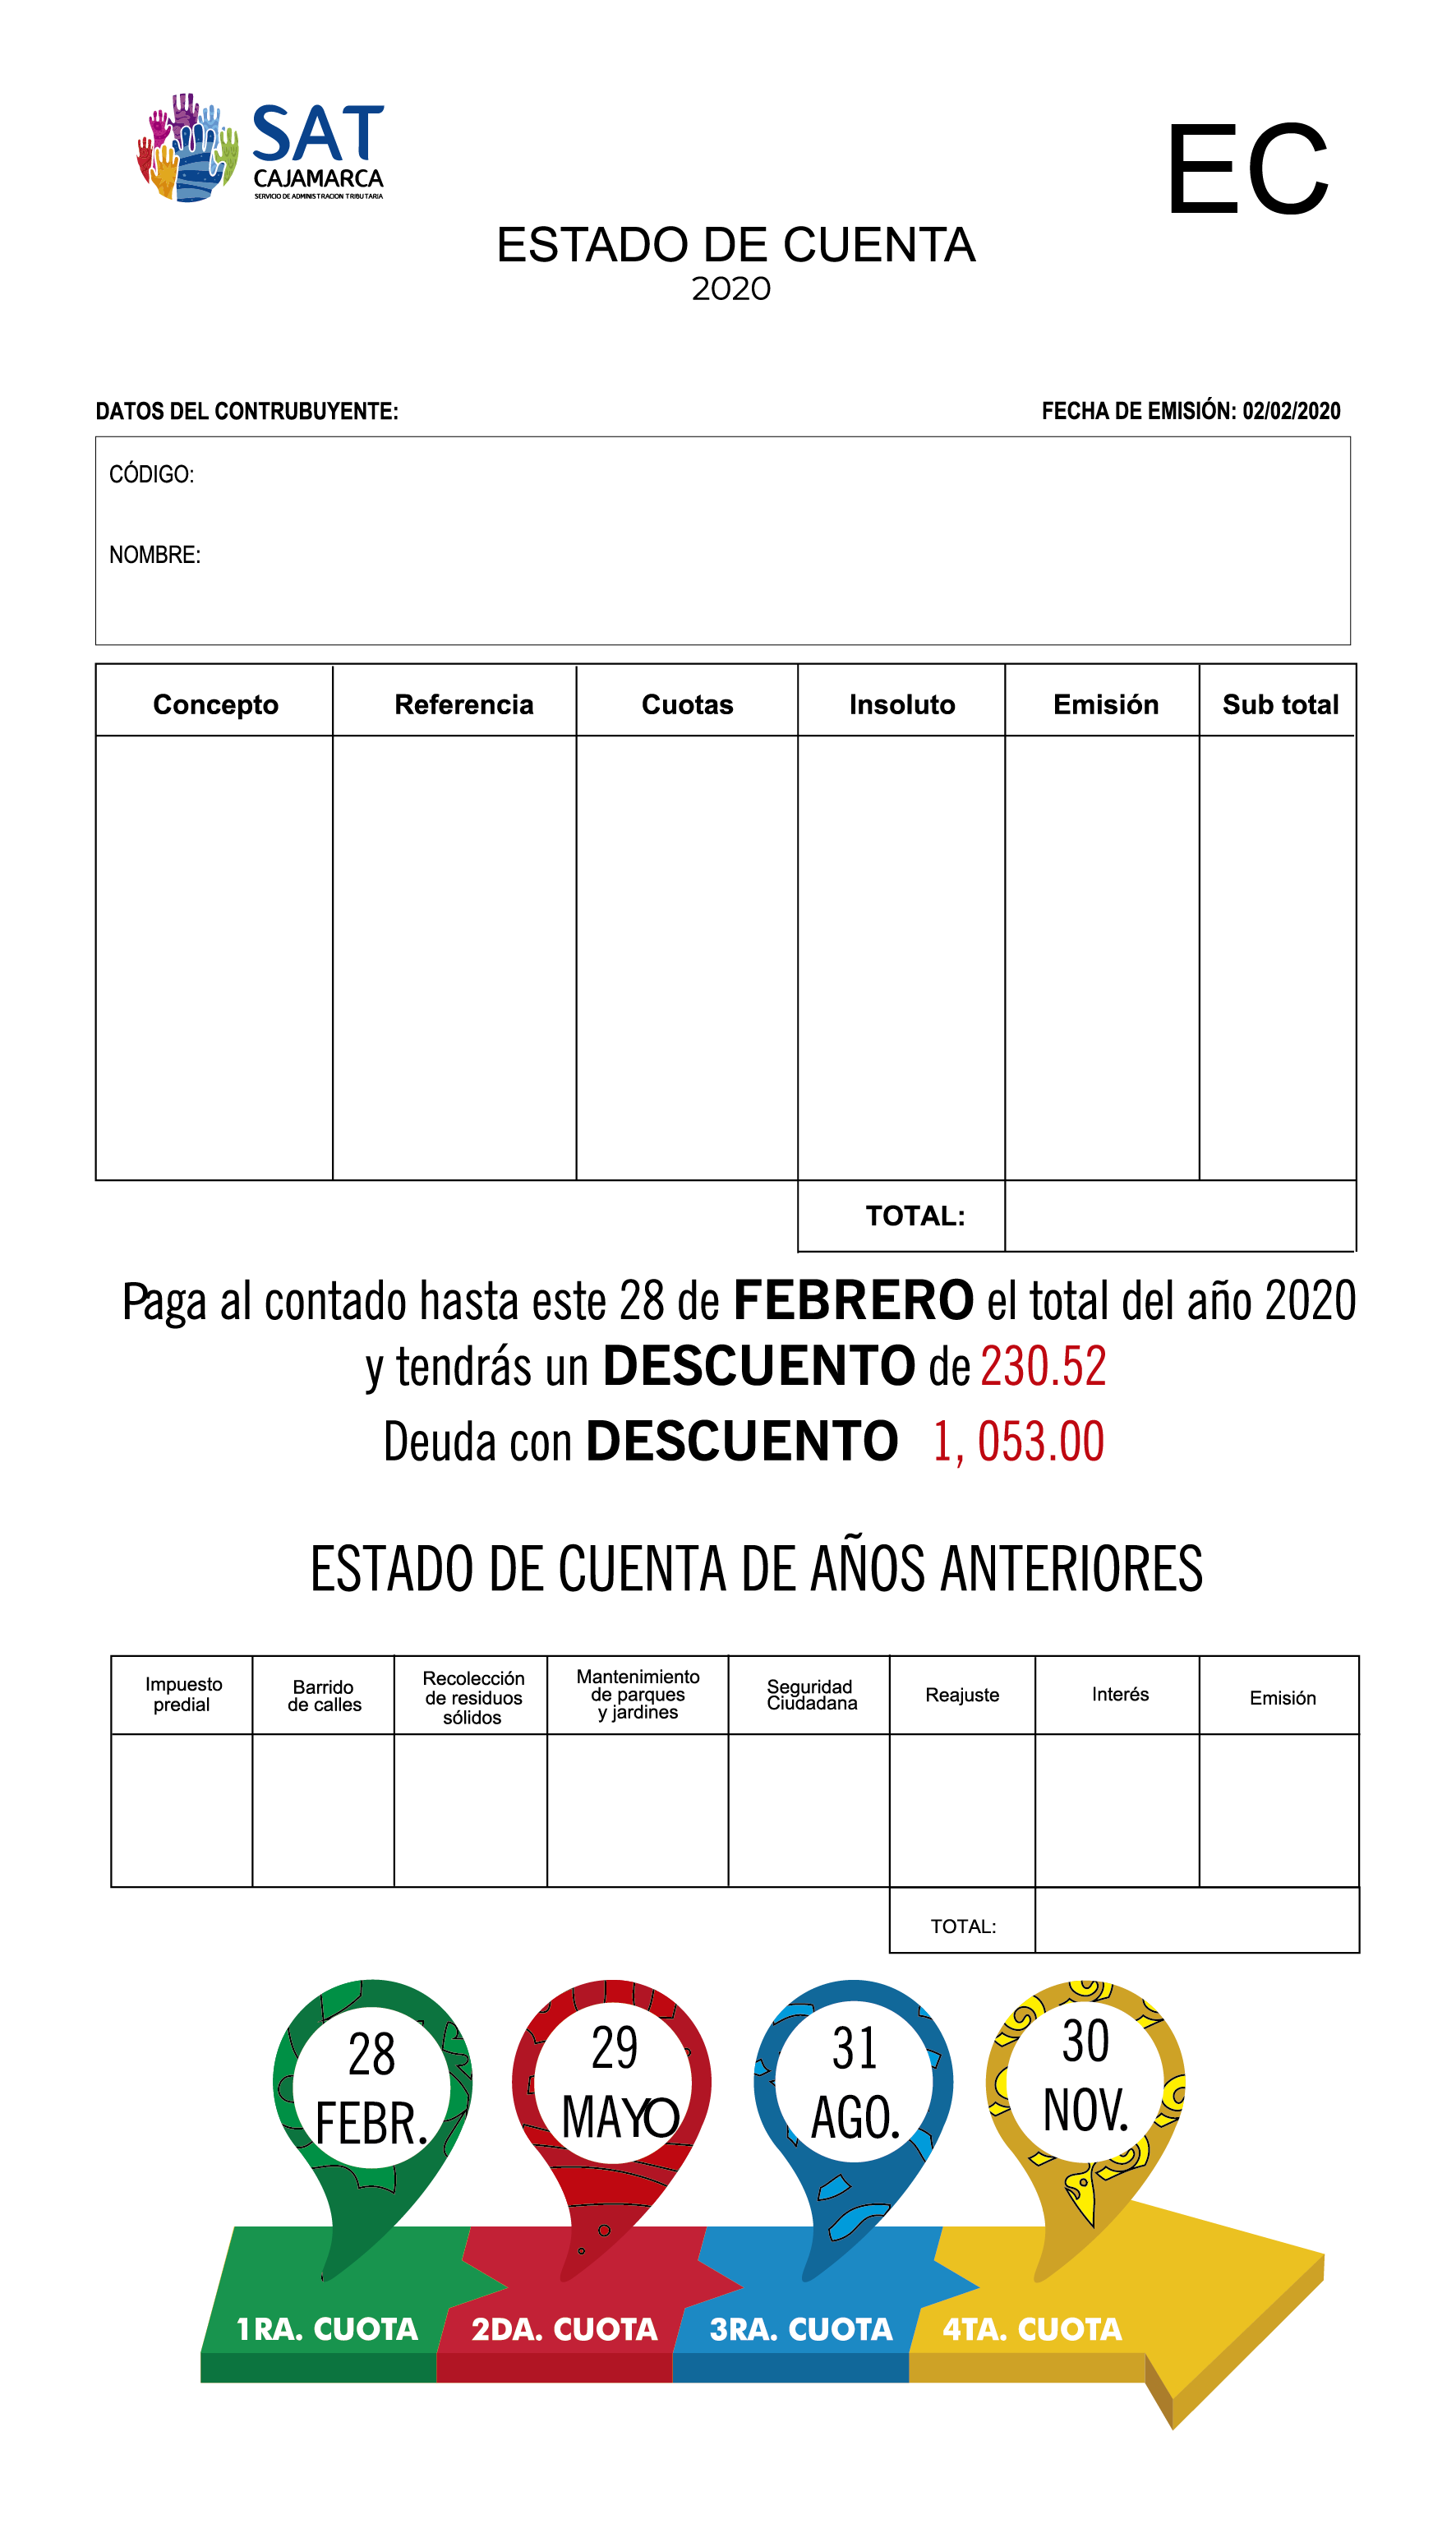 SAT
CAJAMARCA
SERVICIO DE ADMINISTRACION TRIBUTARIA
EC
ESTADO DE CUENTA
2020
DATOS DEL CONTRUBUYENTE:
FECHA DE EMISIÓN: 02/02/2020
CÓDIGO:
NOMBRE:
Concepto Referencia Cuotas Insoluto Emisión Sub total
TOTAL:
Paga al contado hasta este 28 de FEBRERO el total del año 2020
y tendrás un DESCUENTO de 230.52
Deuda con DESCUENTO 1, 053.00
ESTADO DE CUENTA DE AÑOS ANTERIORES
Impuesto
predial
Barrido
de calles
Recolección
de residuos
sólidos
Mantenimiento
de parques
y jardines
Seguridad
Ciudadana
Reajuste
Interés
Emisión
TOTAL:
28
FEBR.
29
MAYO
31
AGO.
30
NOV.
1RA. CUOTA
2DA. CUOTA
3RA. CUOTA
4TA. CUOTA